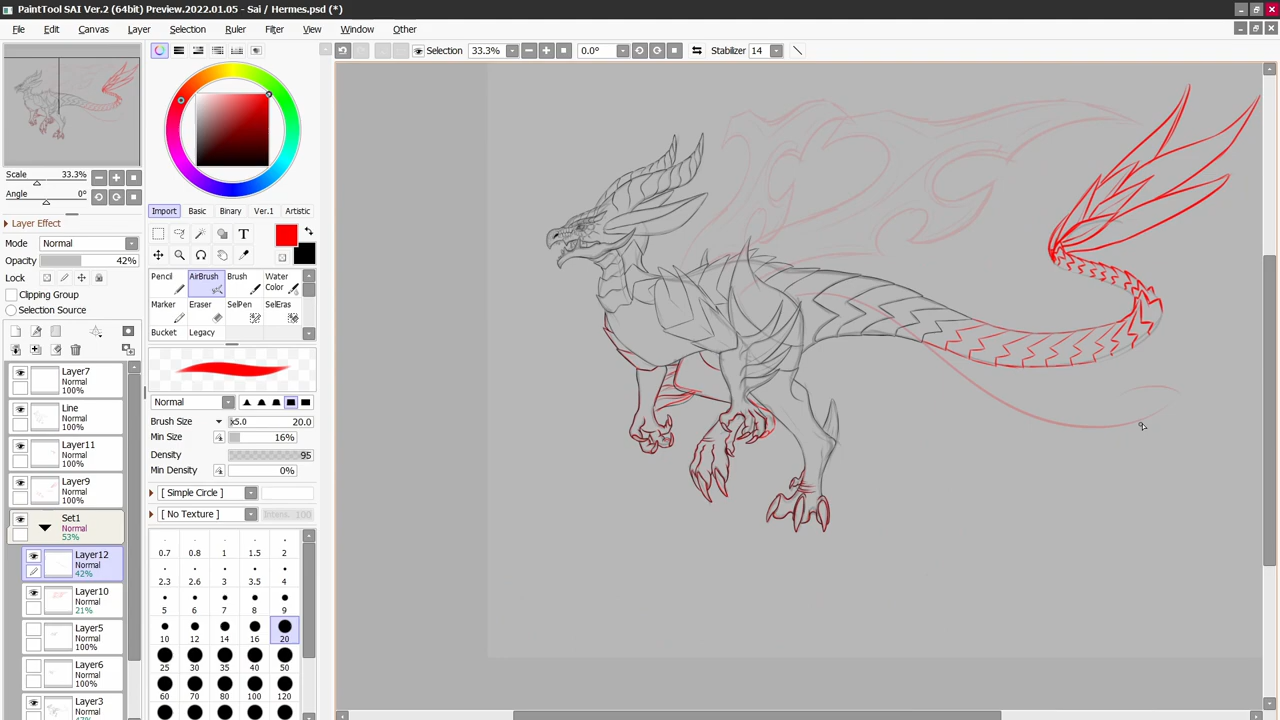 PaintTool SAI Ver.2 (64bit) Preview.2022.01.05 - Sai / Hermes.psd (*)
File Edit Canvas Layer Selection Ruler Filter View Window Other
Selection 33.3% 0.0° Stabilizer 14
Scale 33.3%
Angle 0°
Layer Effect
Mode Normal
Opacity 42%
Lock
Clipping Group
Selection Source
Layer7
Normal
100%
Line
Normal
100%
Layer11
Normal
100%
Layer9
Normal
100%
Set1
Normal
53%
Layer12
Normal
42%
Layer10
Normal
21%
Layer5
Normal
100%
Layer6
Normal
100%
Layer3
Normal
Import Basic Binary Ver.1 Artistic
T
Pencil AirBrush Brush Water Color
Marker Eraser SelPen SelEras
Bucket Legacy
Normal
Brush Size x5.0 20.0
Min Size 16%
Density 95
Min Density 0%
[ Simple Circle ]
[ No Texture ] Intens. 100
0.7 0.8 1 1.5 2
2.3 2.6 3 3.5 4
5 6 7 8 9
10 12 14 16 20
25 30 35 40 50
60 70 80 100 120